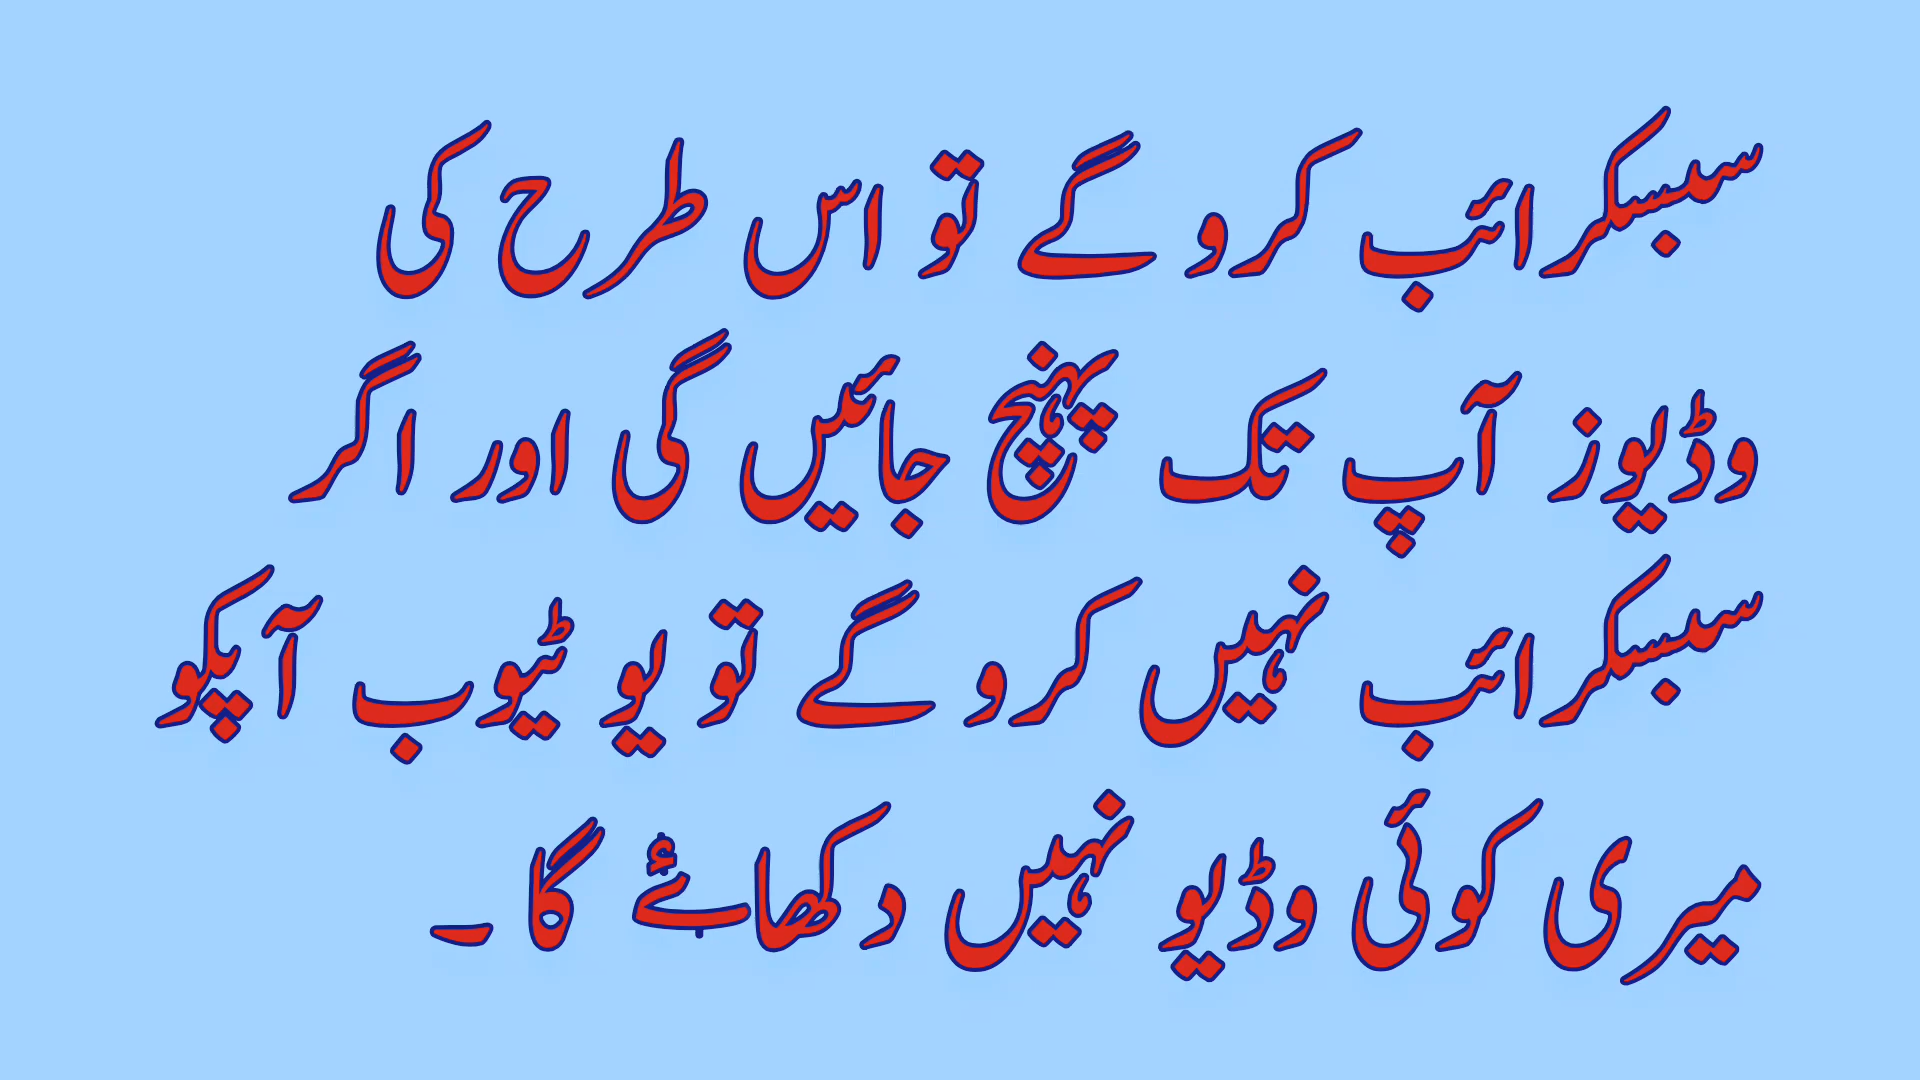 سبسکرائب کرو گے تو اس طرح کی
وڈیوز آپ تک پہنچ جائیں گی اور اگر
سبسکرائب نہیں کرو گے تو یو ٹیوب آپکو
میری کوئی وڈیو نہیں دکھائے گا ۔